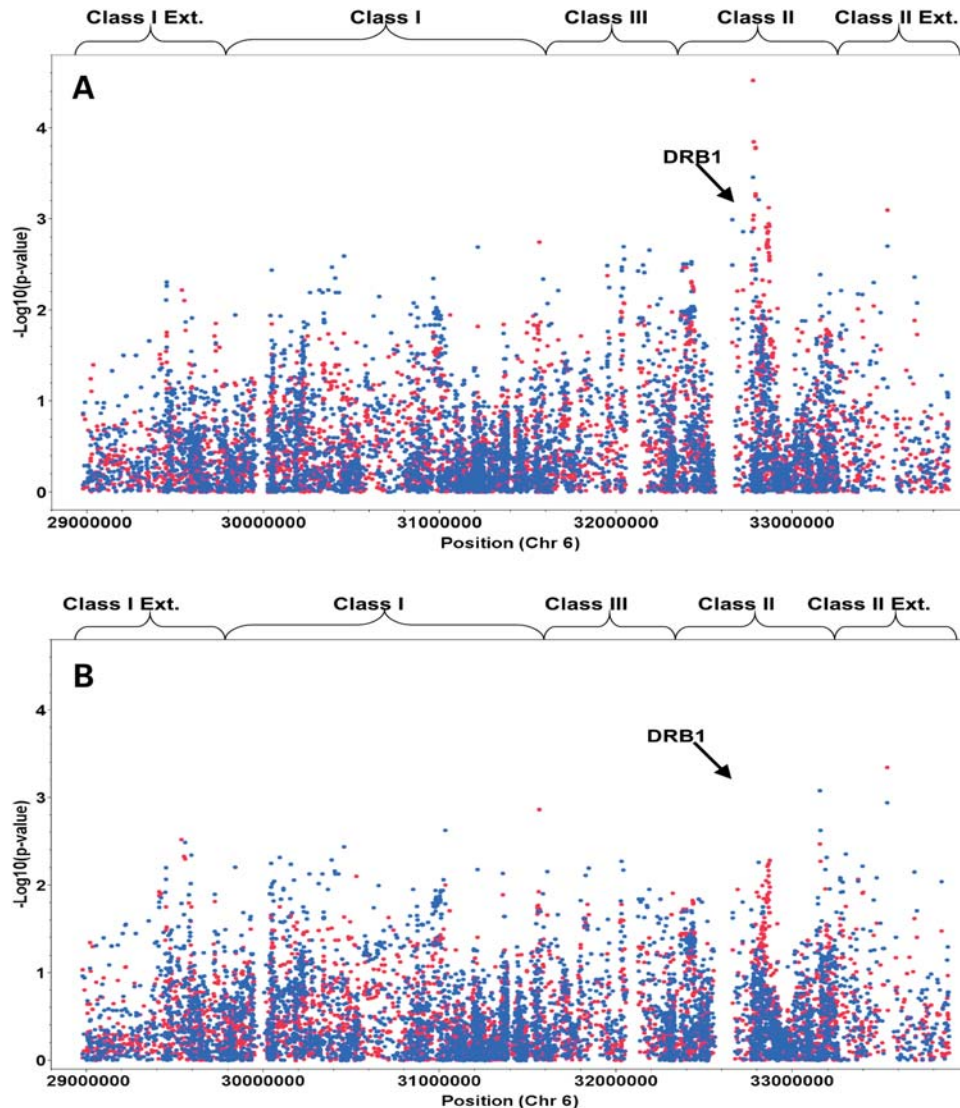 Class I Ext. Class I Class III Class II Class II Ext.
A
DRB1
-Log10(p-value)
4
3
2
1
0
29000000 30000000 31000000 32000000 33000000
Position (Chr 6)
Class I Ext. Class I Class III Class II Class II Ext.
B
DRB1
-Log10(p-value)
4
3
2
1
0
29000000 30000000 31000000 32000000 33000000
Position (Chr 6)